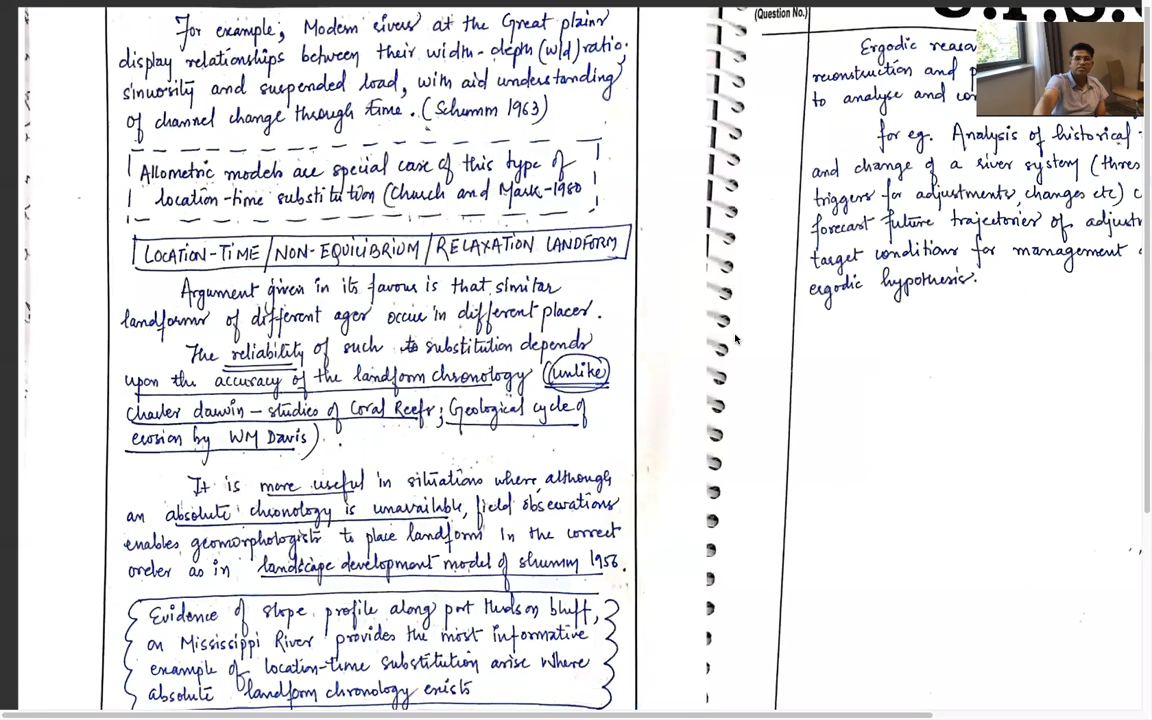 For example; Modern rivers at the Great plains
display relationships between their width-depth (w/d) ratio.
sinuosity and suspended load, with aid understanding
of channel change through time. (Schumm 1963)
Allometric models are special case of this type of
location-time substitution (Church and Mark-1980
LOCATION-TIME / NON-EQUILIBRIUM / RELAXATION LANDFORM
Argument given in its favour is that similar
landforms of different ages occur in different places.
The reliability of such substitution depends
upon the accuracy of the landform chronology (unlike
Charles darwin - studies of Coral Reefs; Geological cycle of
erosion by WM Davis).
It is more useful in situations where, although
an absolute chronology is unavailable, field observations
enables geomorphologists to place landforms in the correct
order as in landscape development model of shumm 1956.
Evidence of slope profile along port Hudson bluff,
on Mississippi River provides the most informative
example of location-time substitution arise where
absolute landform chronology exists
(Question No.)
Ergodic reaso
reconstruction and p
to analyse and con
for eg. Analysis of historical
and change of a river system (thres
triggers for adjustments, changes etc) c
forecast future trajectories of adjustm
target conditions for management
ergodic hypothesis.